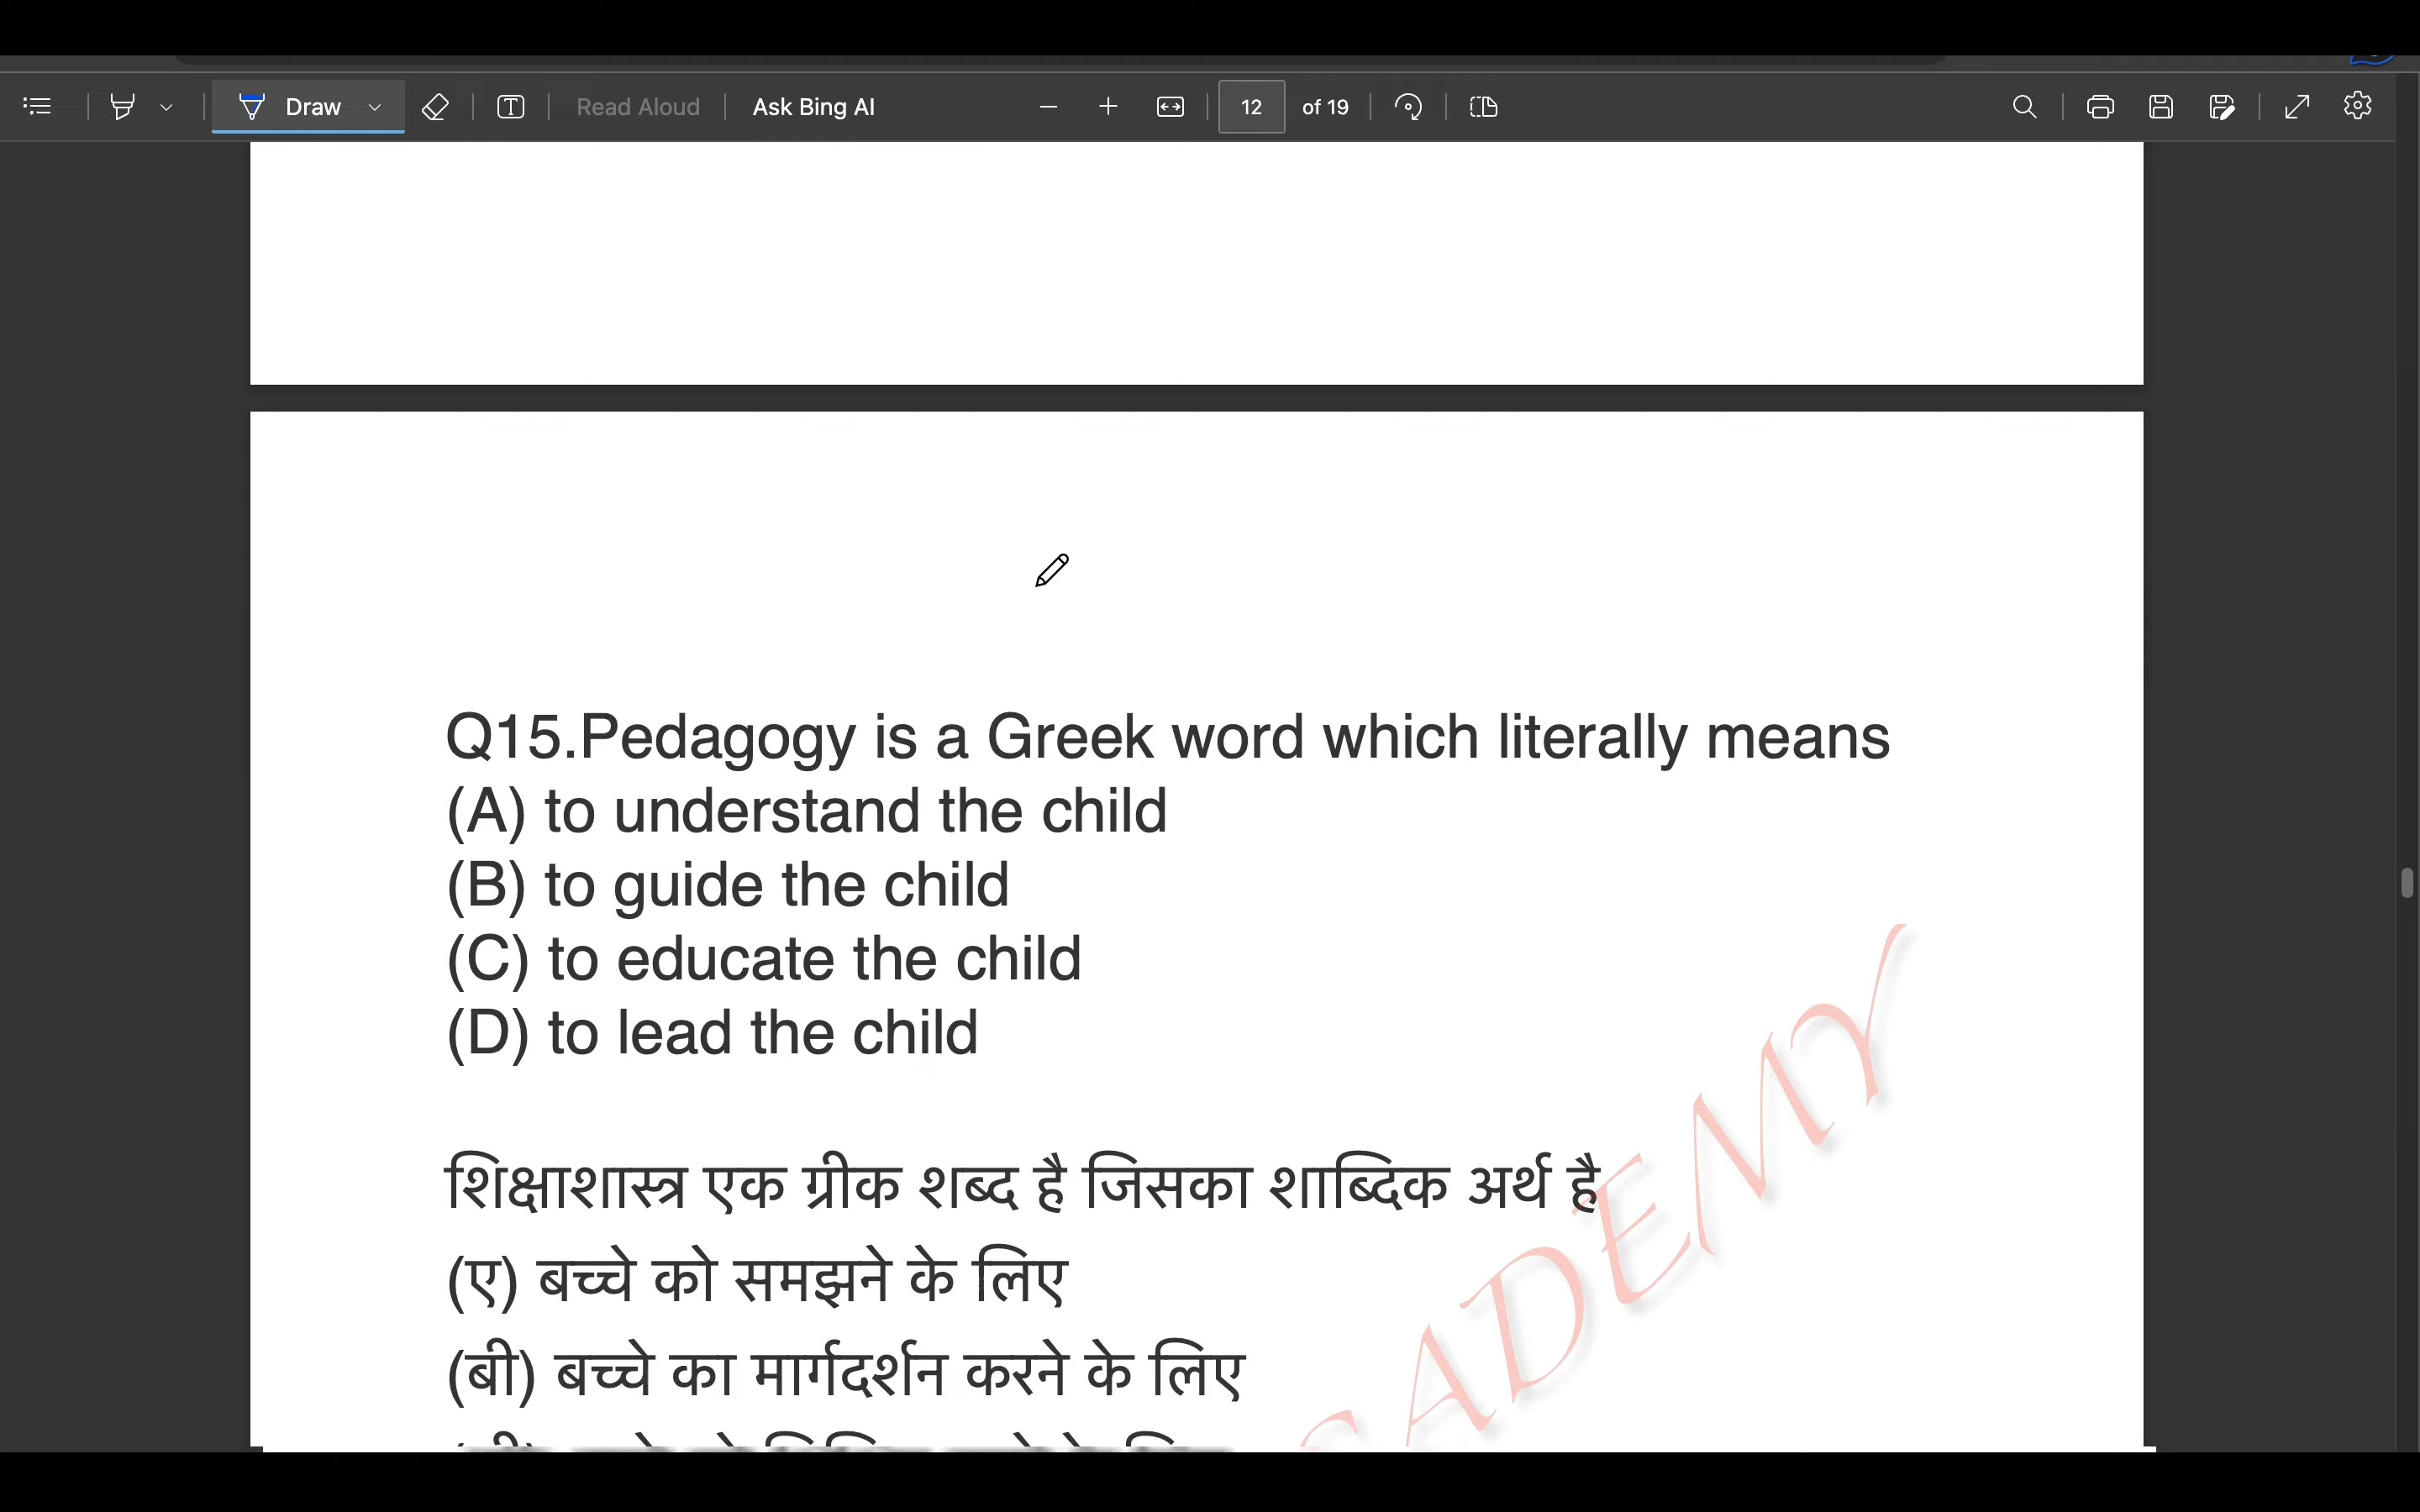 Draw
Read Aloud
Ask Bing AI
12
of 19
Q15.Pedagogy is a Greek word which literally means
(A) to understand the child
(B) to guide the child
(C) to educate the child
(D) to lead the child
शिक्षाशास्त्र एक ग्रीक शब्द है जिसका शाब्दिक अर्थ है
(ए) बच्चे को समझने के लिए
(बी) बच्चे का मार्गदर्शन करने के लिए
CADEMY